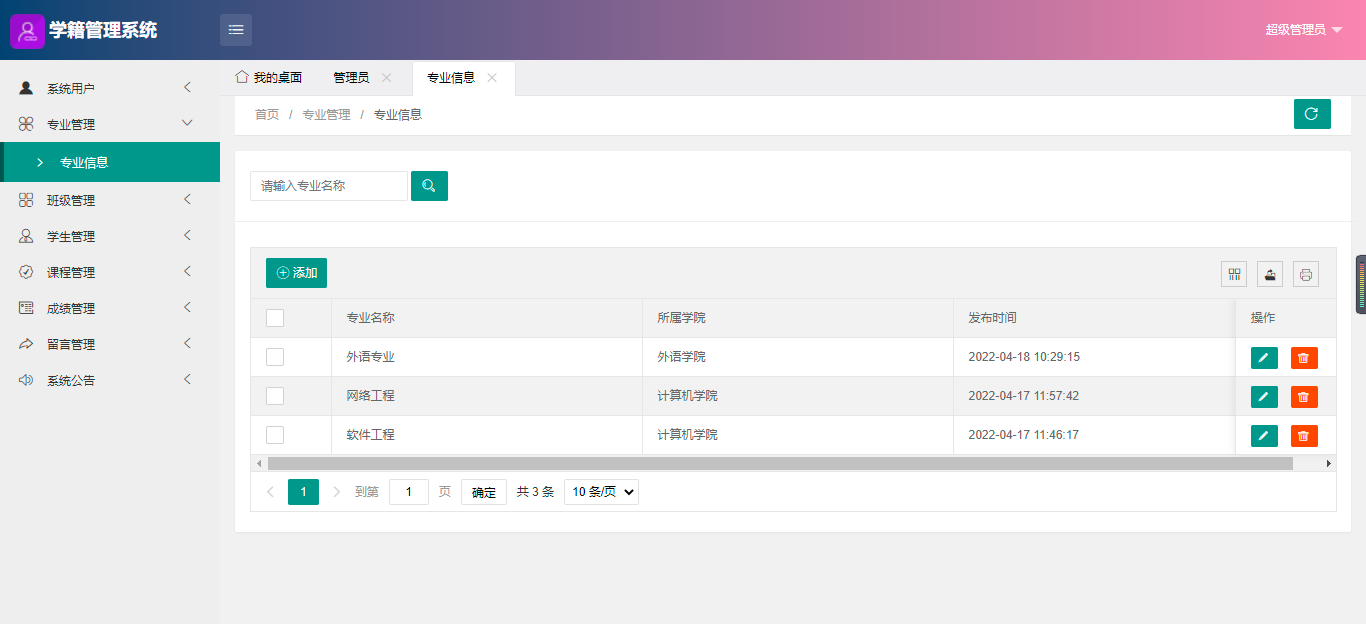 学籍管理系统
超级管理员
系统用户
专业管理
专业信息
班级管理
学生管理
课程管理
成绩管理
留言管理
系统公告
我的桌面 管理员 专业信息
首页 / 专业管理 / 专业信息
请输入专业名称
添加
专业名称 所属学院 发布时间 操作
外语专业 外语学院 2022-04-18 10:29:15
网络工程 计算机学院 2022-04-17 11:57:42
软件工程 计算机学院 2022-04-17 11:46:17
1 到第 1 页 确定 共 3 条 10 条/页